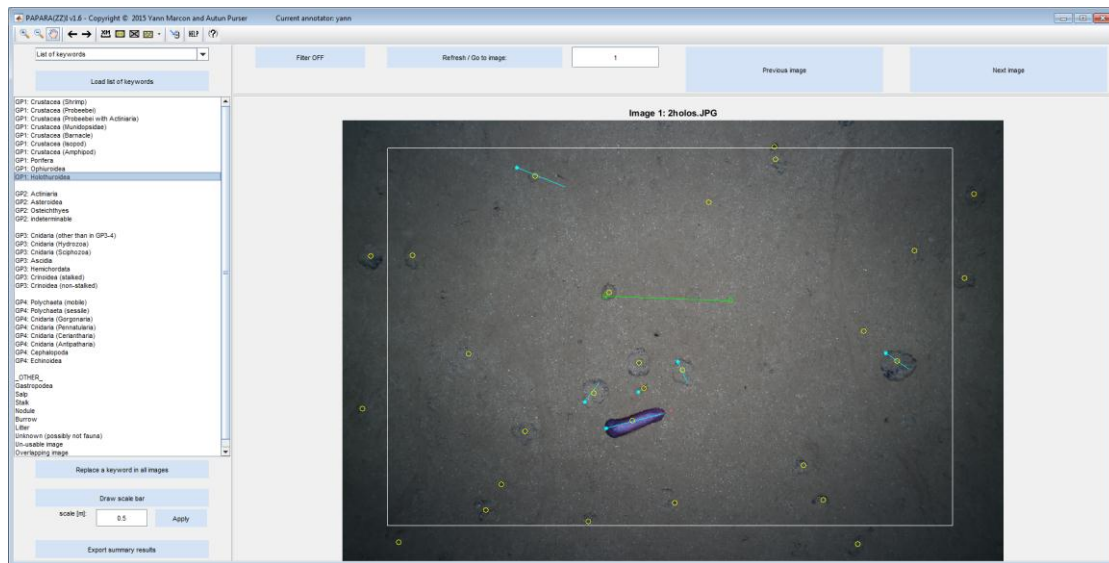 PAPARA(ZZ)I v1.6 - Copyright © 2015 Yann Marcon and Autun Purser Current annotator: yann
HELP
List of keywords
Filter OFF
Refresh / Go to image:
1
Previous image
Next image
Load list of keywords
Image 1: 2holos.JPG
GP1: Crustacea (Shrimp)
GP1: Crustacea (Probeebei)
GP1: Crustacea (Probeebei with Actiniaria)
GP1: Crustacea (Munidopsidae)
GP1: Crustacea (Barnacle)
GP1: Crustacea (Isopod)
GP1: Crustacea (Amphipod)
GP1: Porifera
GP1: Ophiuroidea
GP1: Holothuroidea
GP2: Actiniaria
GP2: Asteroidea
GP2: Osteichthyes
GP2: indeterminable
GP3: Cnidaria (other than in GP3-4)
GP3: Cnidaria (Hydrozoa)
GP3: Cnidaria (Sciphozoa)
GP3: Ascidia
GP3: Hemichordata
GP3: Crinoidea (stalked)
GP3: Crinoidea (non-stalked)
GP4: Polychaeta (mobile)
GP4: Polychaeta (sessile)
GP4: Cnidaria (Gorgonaria)
GP4: Cnidaria (Pennatularia)
GP4: Cnidaria (Ceriantharia)
GP4: Cnidaria (Antipatharia)
GP4: Cephalopoda
GP4: Echinoidea
_OTHER_
Gastropodea
Salp
Stalk
Nodule
Burrow
Litter
Unknown (possibly not fauna)
Un-usable image
Overlapping image
Replace a keyword in all images
Draw scale bar
scale [m]:
0.5
Apply
Export summary results